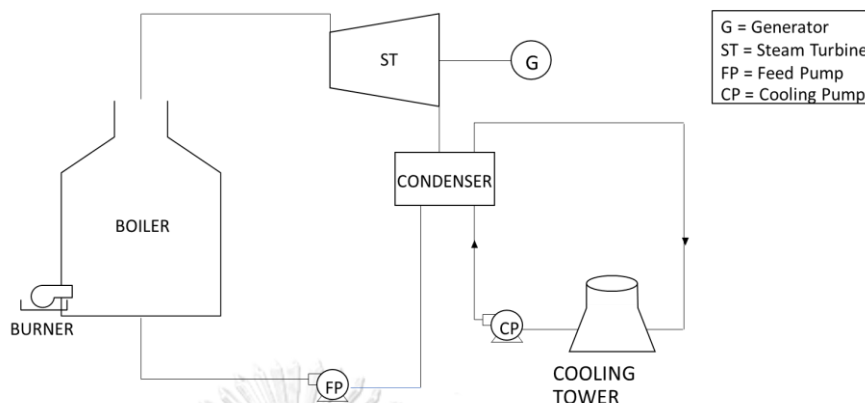 G = Generator
ST = Steam Turbine
FP = Feed Pump
CP = Cooling Pump
ST
G
CONDENSER
BOILER
BURNER
CP
FP
COOLING
TOWER